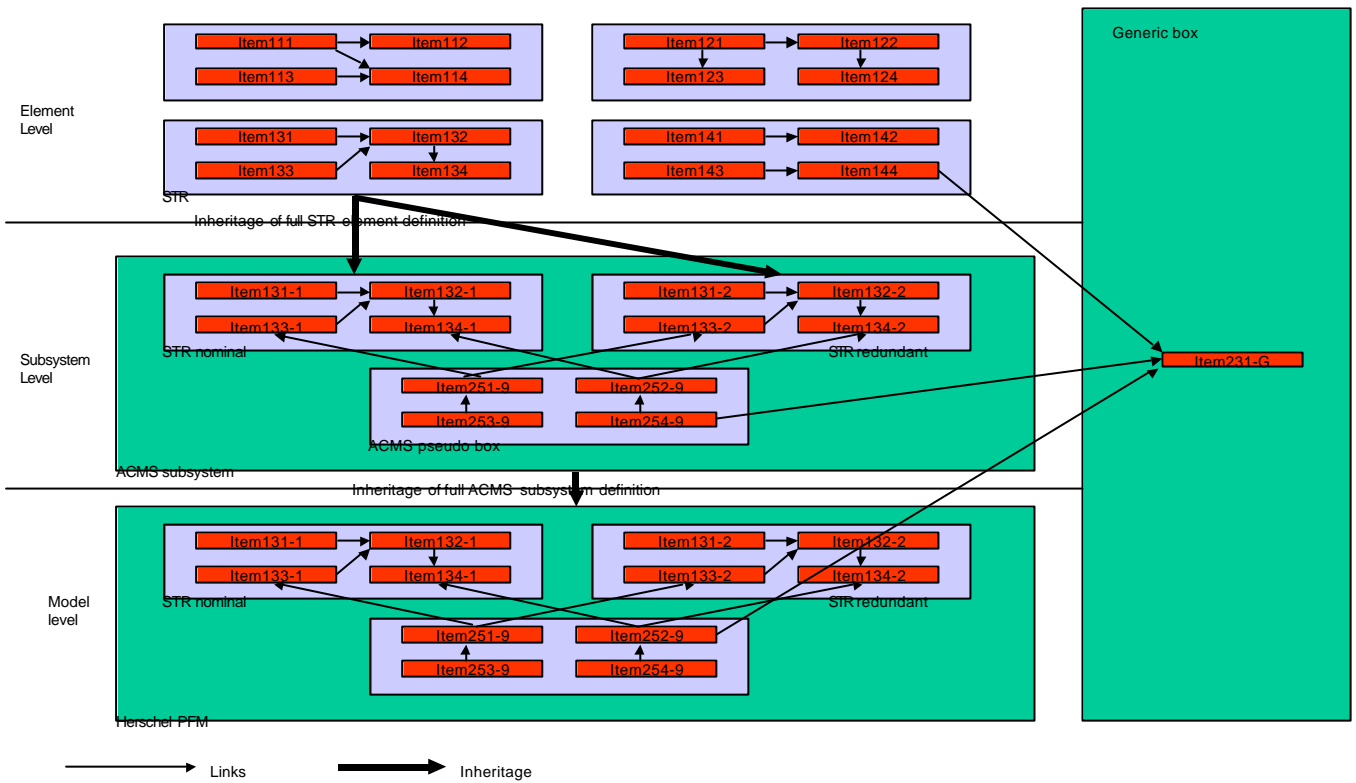 Generic box
Item111
Item112
Item121
Item122
Item113
Item114
Item123
Item124
Element
Level
Item131
Item132
Item141
Item142
Item133
Item134
Item143
Item144
STR
Inheritage of full STR element definition
Item131-1
Item132-1
Item131-2
Item132-2
Item133-1
Item134-1
Item133-2
Item134-2
STR nominal
STR redundant
Subsystem
Level
Item231-G
Item251-9
Item252-9
Item253-9
Item254-9
ACMS pseudo box
ACMS subsystem
Inheritage of full ACMS subsystem definition
Item131-1
Item132-1
Item131-2
Item132-2
Item133-1
Item134-1
Item133-2
Item134-2
STR nominal
STR redundant
Model
level
Item251-9
Item252-9
Item253-9
Item254-9
Herschel PFM
Links
Inheritage